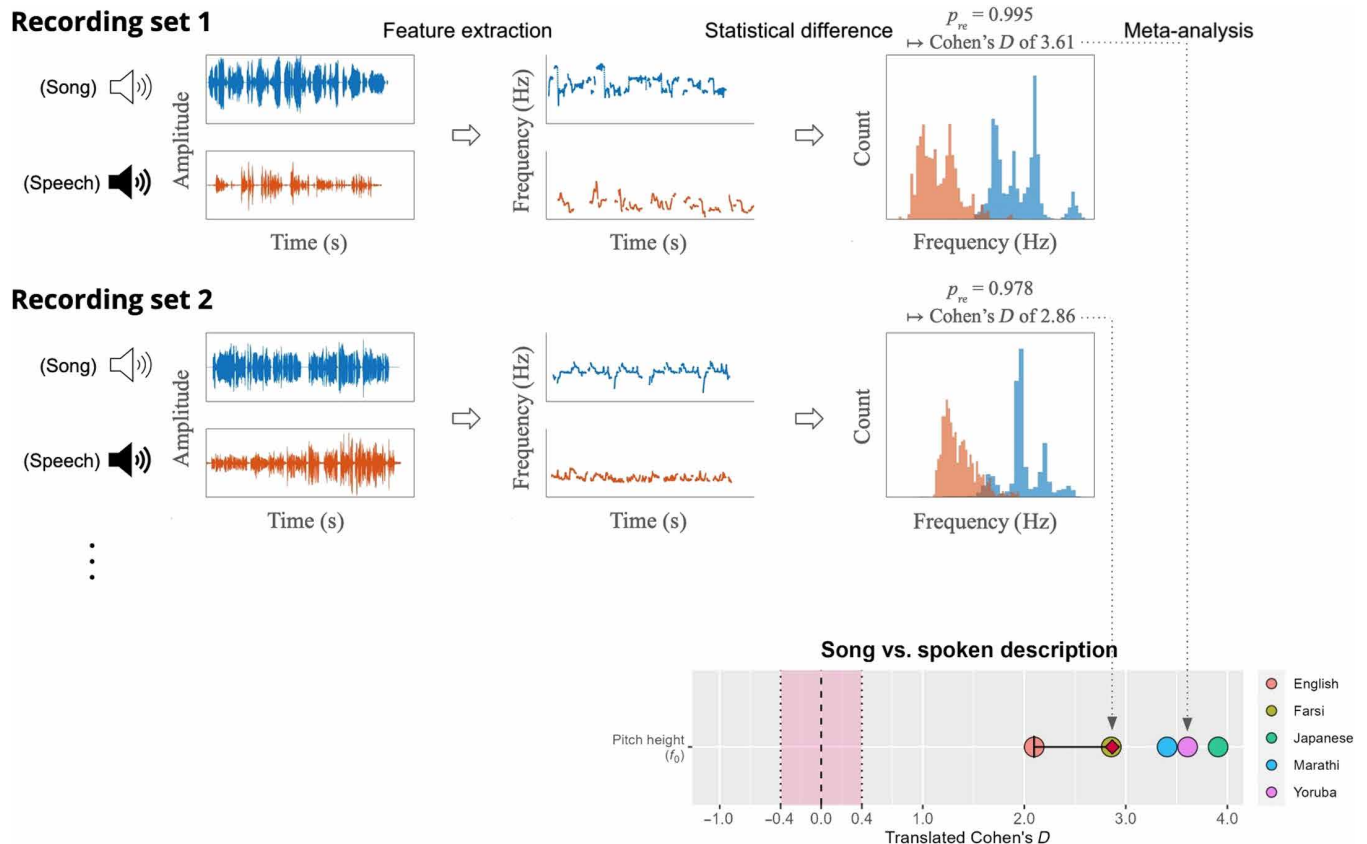 Recording set 1
Feature extraction
Statistical difference
Meta-analysis
p_re = 0.995
↦ Cohen's D of 3.61
(Song)
(Speech)
Amplitude
Time (s)
Frequency (Hz)
Time (s)
Count
Frequency (Hz)
Recording set 2
p_re = 0.978
↦ Cohen's D of 2.86
(Song)
(Speech)
Amplitude
Time (s)
Frequency (Hz)
Time (s)
Count
Frequency (Hz)
Song vs. spoken description
Pitch height
(f_0)
−1.0 −0.4 0.0 0.4 1.0 2.0 3.0 4.0
Translated Cohen's D
English
Farsi
Japanese
Marathi
Yoruba